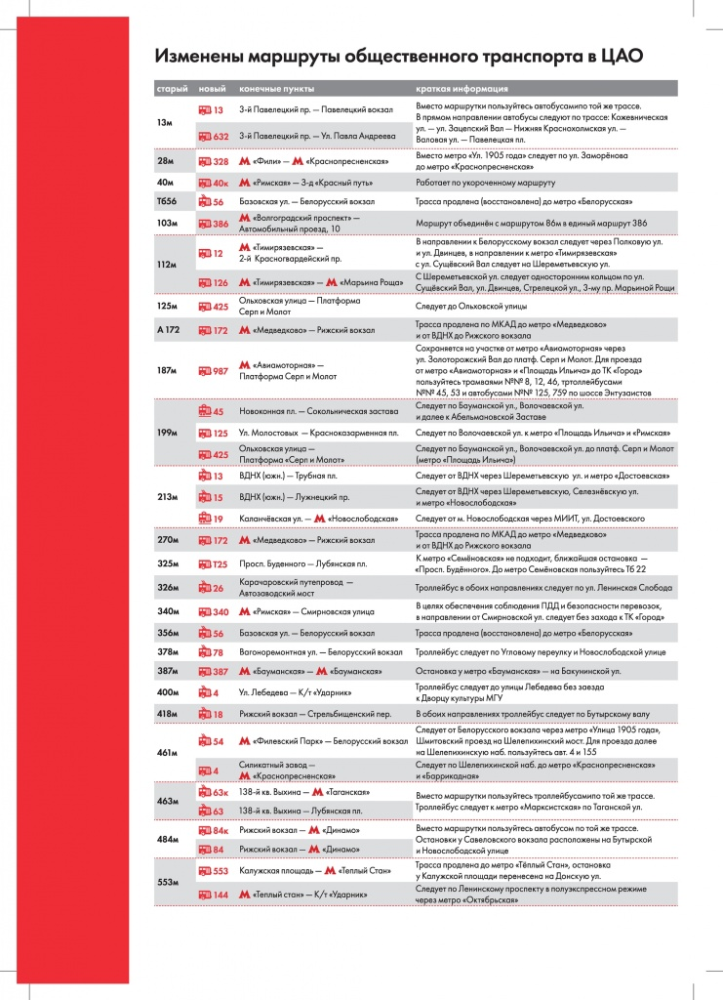 Изменены маршруты общественного транспорта в ЦАО
старый новый конечные пункты краткая информация
13м
13 3-й Павелецкий пр. — Павелецкий вокзал
632 3-й Павелецкий пр. — Ул. Павла Андреева
Вместо маршрутки пользуйтесь автобусамипо той же трассе.
В прямом направлении автобусы следуют по трассе: Кожевническая
ул. — ул. Зацепский Вал — Нижняя Краснохолмская ул. —
Валовая ул. — Павелецкая пл.
28м 328 М «Фили» — М «Краснопресненская»
Вместо метро «Ул. 1905 года» следует по ул. Заморёнова
до метро «Краснопресненская»
40м 40к М «Римская» — 3-д «Красный путь» Работает по укороченному маршруту
Тб56 56 Базовская ул. — Белорусский вокзал Трасса продлена (восстановлена) до метро «Белорусская»
103м 386 М «Волгоградский проспект» —
Автомобильный проезд, 10
Маршрут объединён с маршрутом 86м в единый маршрут 386
112м
12 М «Тимирязевская» —
2-й Красногвардейский пр.
В направлении к Белорусскому вокзал следует через Полковую ул.
и ул. Двинцев, в направлении к метро «Тимирязевская»
с ул. Сущёвский Вал следует на Шереметьевскую ул.
126 М «Тимирязевская» — М «Марьина Роща»
С Шереметьевской ул. следует односторонним кольцом по ул.
Сущёвский Вал, ул. Двинцев, Стрелецкой ул., 3-му пр. Марьиной Рощи
125м 425 Ольховская улица — Платформа
Серп и Молот
Следует до Ольховской улицы
А 172 172 М «Медведково» — Рижский вокзал
Трасса продлена по МКАД до метро «Медведково»
и от ВДНХ до Рижского вокзала
187м 987 М «Авиамоторная» —
Платформа Серп и Молот
Сохраняется на участке от метро «Авиамоторная» через
ул. Золоторожский Вал до платф. Серп и Молот. Для проезда
от метро «Авиамоторная» и «Площадь Ильича» до ТК «Город»
пользуйтесь трамваями №№ 8, 12, 46, тртоллейбусами
№№ 45, 53 и автобусами №№ 125, 759 по шоссе Энтузиастов
199м
45 Новоконная пл. — Сокольническая застава
Следует по Бауманской ул., Волочаевской ул.
и далее к Абельмановской Заставе
125 Ул. Молостовых — Красноказарменная пл. Следует по Волочаевской ул. к метро «Площадь Ильича» и «Римская»
425 Ольховская улица —
Платформа «Серп и Молот»
Следует по Бауманской ул., Волочаевской ул. до платф. Серп и Молот
(метро «Площадь Ильича»)
213м
13 ВДНХ (южн.) — Трубная пл. Следует от ВДНХ через Шереметьевскую ул. и метро «Достоевская»
15 ВДНХ (южн.) — Лужнецкий пр.
Следует от ВДНХ через Шереметьевскую, Селезнёвскую ул.
и метро «Новослободская»
19 Каланчёвская ул. — М «Новослободская» Следует от м. Новослободская через МИИТ, ул. Достоевского
270м 172 М «Медведково» — Рижский вокзал
Трасса продлена по МКАД до метро «Медведково»
и от ВДНХ до Рижского вокзала
325м Т25 Просп. Буденного — Лубянская пл.
К метро «Семёновская» не подходит, ближайшая остановка —
«Просп. Будённого». До метро Семёновская пользуйтесь Тб 22
326м 26 Карачаровский путепровод —
Автозаводский мост
Троллейбус в обоих направлениях следует по ул. Ленинская Слобода
340м 340 М «Римская» — Смирновская улица
В целях обеспечения соблюдения ПДД и безопасности перевозок,
в направлении от Смирновской ул. следует без захода к ТК «Город»
356м 56 Базовская ул. — Белорусский вокзал Трасса продлена (восстановлена) до метро «Белорусская»
378м 78 Вагоноремонтная ул. — Белорусский вокзал Троллейбус следует по Угловому переулку и Новослободской улице
387м 387 М «Бауманская» — М «Бауманская» Остановка у метро «Бауманская» — на Бакунинской ул.
400м 4 Ул. Лебедева — К/т «Ударник»
Троллейбус следует до улицы Лебедева без заезда
к Дворцу культуры МГУ
418м 18 Рижский вокзал — Стрельбищенский пер. В обоих направлениях троллейбус следует по Бутырскому валу
461м
54 М «Филевский Парк» — Белорусский вокзал
Следует от Белорусского вокзала через метро «Улица 1905 года»,
Шмитовский проезд на Шелепихинский мост. Для проезда далее
на Шелепихинскую наб. пользуйтесь авт. 4 и 155
4 Силикатный завод —
М «Краснопресненская»
Следует по Шелепихинской наб. до метро «Краснопресненская»
и «Баррикадная»
463м
63к 138-й кв. Выхина — М «Таганская»
63 138-й кв. Выхина — Лубянская пл.
Вместо маршрутки пользуйтесь троллейбусамипо той же трассе.
Троллейбус следует к метро «Марксистская» по Таганской ул.
484м
84к Рижский вокзал — М «Динамо»
84 Рижский вокзал — М «Динамо»
Вместо маршрутки пользуйтесь автобусом по той же трассе.
Остановки у Савеловского вокзала расположены на Бутырской
и Новослободской улице
553м
553 Калужская площадь — М «Теплый Стан»
Трасса продлена до метро «Тёплый Стан», остановка
у Калужской площади перенесена на Донскую ул.
144 М «Теплый стан» — К/т «Ударник»
Следует по Ленинскому проспекту в полуэкспрессном режиме
через метро «Октябрьская»